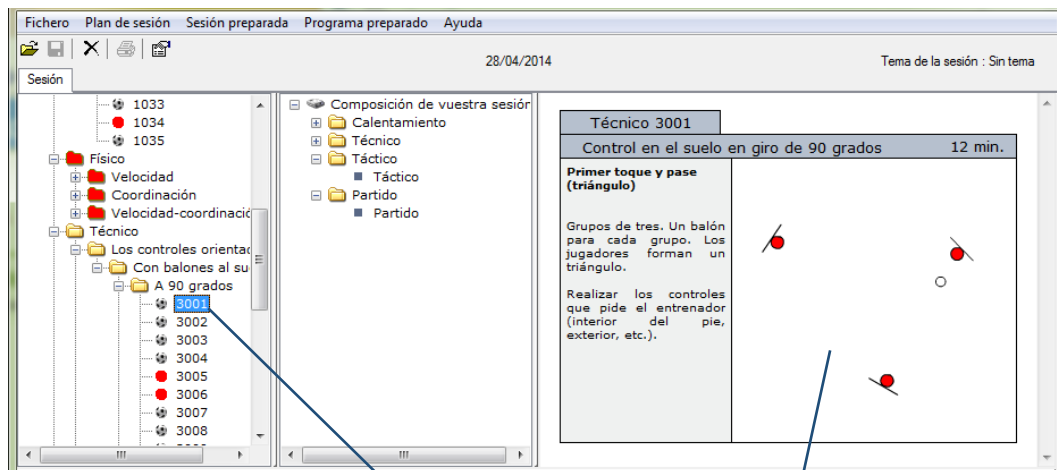 Fichero Plan de sesión Sesión preparada Programa preparado Ayuda
28/04/2014
Tema de la sesión : Sin tema
Sesión
1033
1034
1035
Físico
Velocidad
Coordinación
Velocidad-coordinació
Técnico
Los controles orientac
Con balones al su
A 90 grados
3001
3002
3003
3004
3005
3006
3007
3008
Composición de vuestra sesión
Calentamiento
Técnico
Táctico
Táctico
Partido
Partido
Técnico 3001
Control en el suelo en giro de 90 grados 12 min.
Primer toque y pase
(triángulo)
Grupos de tres. Un balón
para cada grupo. Los
jugadores forman un
triángulo.
Realizar los controles
que pide el entrenador
(interior del pie,
exterior, etc.).